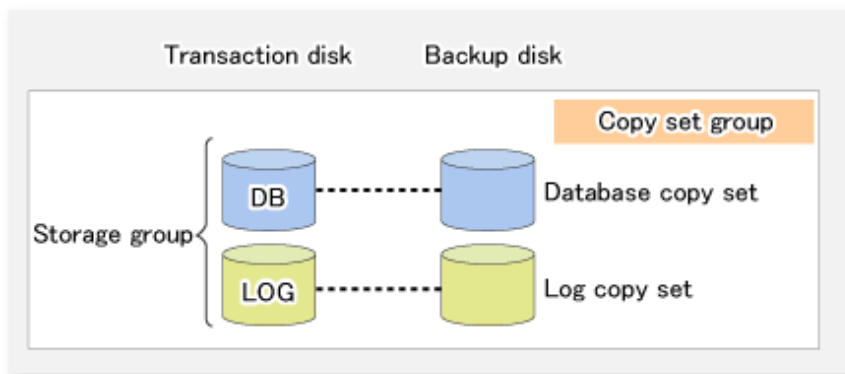 Transaction disk
Backup disk
Copy set group
DB
Database copy set
Storage group
LOG
Log copy set